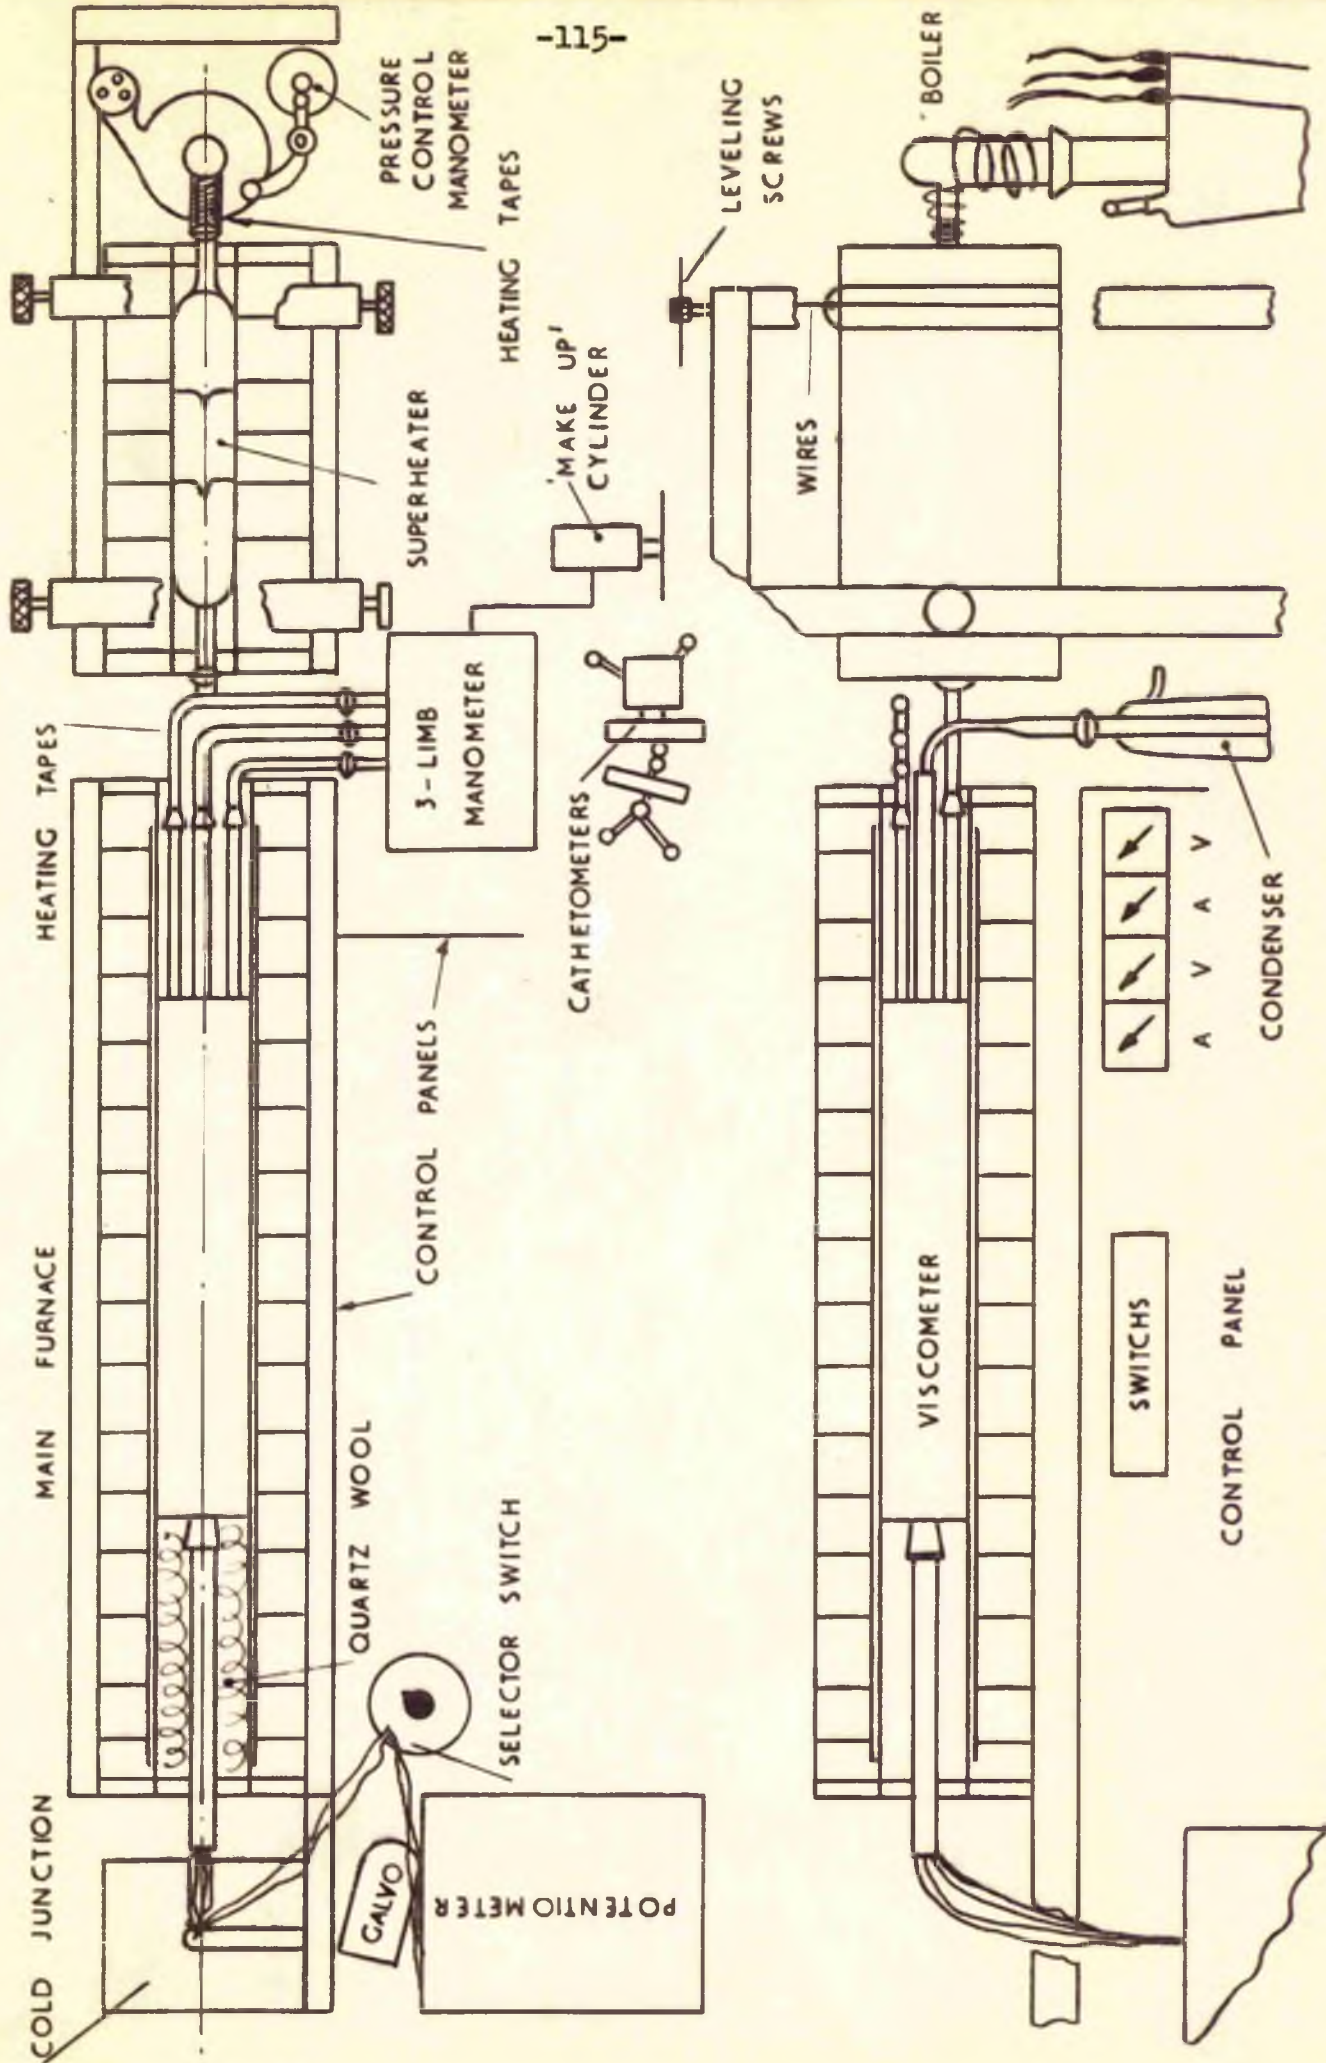 -115-
COLD JUNCTION
MAIN FURNACE
HEATING TAPES
PRESSURE
CONTROL
MANOMETER
HEATING TAPES
SUPERHEATER
'MAKE UP'
CYLINDER
3-LIMB
MANOMETER
CATHETOMETERS
CONTROL PANELS
QUARTZ WOOL
SELECTOR SWITCH
GALVO
POTENTIOMETER
LEVELING
SCREWS
'BOILER
WIRES
VISCOMETER
CONDENSER
A V A V
SWITCHS
CONTROL PANEL